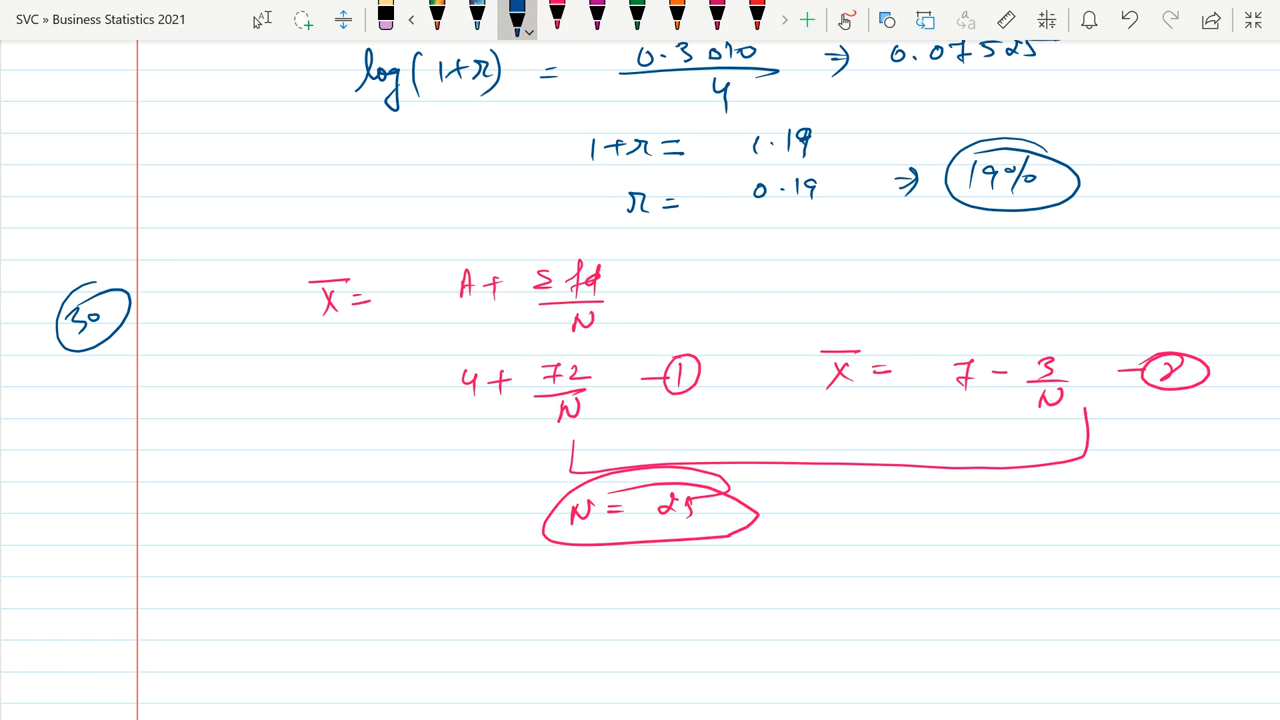 SVC » Business Statistics 2021
log(1+r) = 0.3010/4 ⇒ 0.07525
1+r = 1.19
r = 0.19 ⇒ 19%
30
X̄ = A + Σfd/N
4 + 72/N —① X̄ = 7 - 3/N —②
N = 25